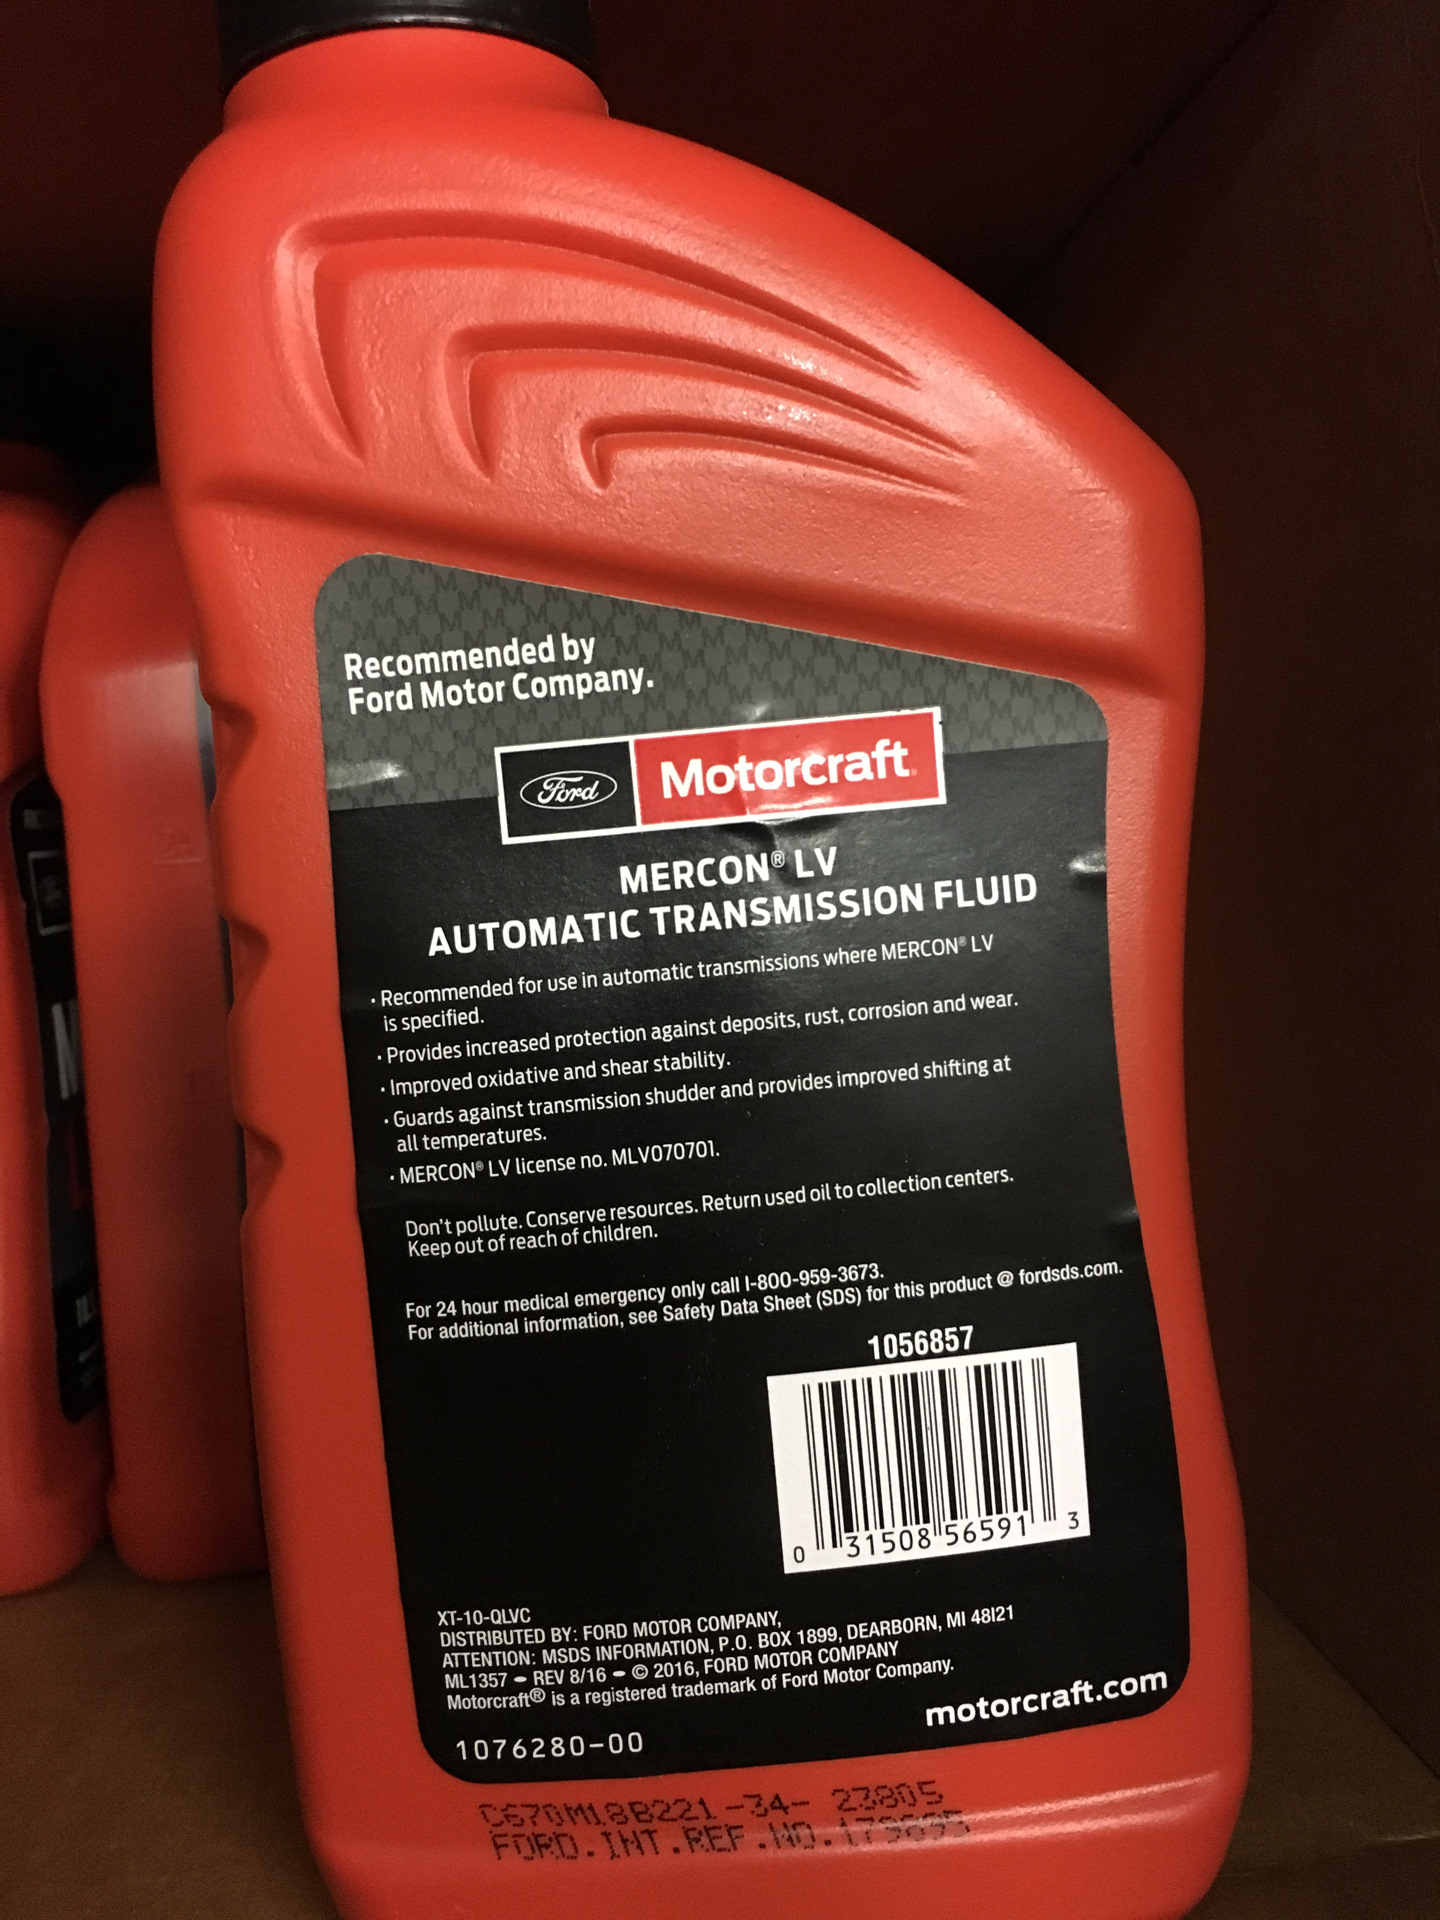 Recommended by
Ford Motor Company.
Ford Motorcraft
MERCON® LV
AUTOMATIC TRANSMISSION FLUID
· Recommended for use in automatic transmissions where MERCON® LV
is specified.
· Provides increased protection against deposits, rust, corrosion and wear.
· Improved oxidative and shear stability.
· Guards against transmission shudder and provides improved shifting at
all temperatures.
· MERCON® LV license no. MLV070701.
Don't pollute. Conserve resources. Return used oil to collection centers.
Keep out of reach of children.
For 24 hour medical emergency only call 1-800-959-3673.
For additional information, see Safety Data Sheet (SDS) for this product @ fordsds.com.
1056857
0 31508 56591 3
XT-10-QLVC
DISTRIBUTED BY: FORD MOTOR COMPANY,
ATTENTION: MSDS INFORMATION, P.O. BOX 1899, DEARBORN, MI 48121
ML1357 – REV 8/16 – © 2016, FORD MOTOR COMPANY
Motorcraft® is a registered trademark of Ford Motor Company.
motorcraft.com
1076280-00
C670M18B221-34- 23805
FORD.INT.REF.NO.